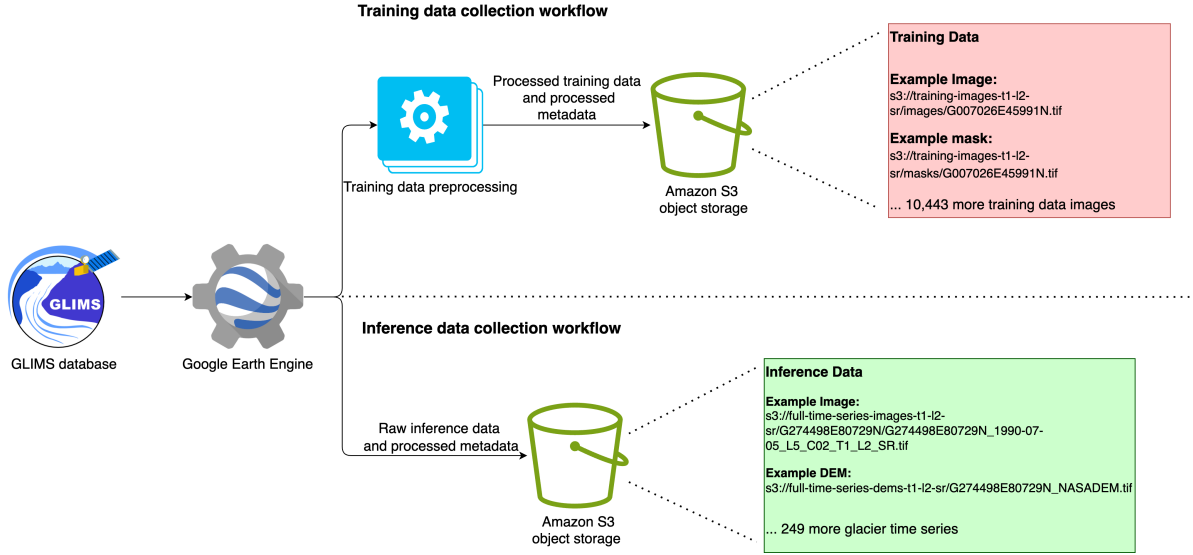 Training data collection workflow
Training Data
Example Image:
s3://training-images-t1-l2-
sr/images/G007026E45991N.tif
Example mask:
s3://training-images-t1-l2-
sr/masks/G007026E45991N.tif
... 10,443 more training data images
Processed training data
and processed
metadata
Training data preprocessing
Amazon S3
object storage
GLIMS
GLIMS database
Google Earth Engine
Inference data collection workflow
Raw inference data
and processed metadata
Amazon S3
object storage
Inference Data
Example Image:
s3://full-time-series-images-t1-l2-
sr/G274498E80729N/G274498E80729N_1990-07-
05_L5_C02_T1_L2_SR.tif
Example DEM:
s3://full-time-series-dems-t1-l2-sr/G274498E80729N_NASADEM.tif
... 249 more glacier time series